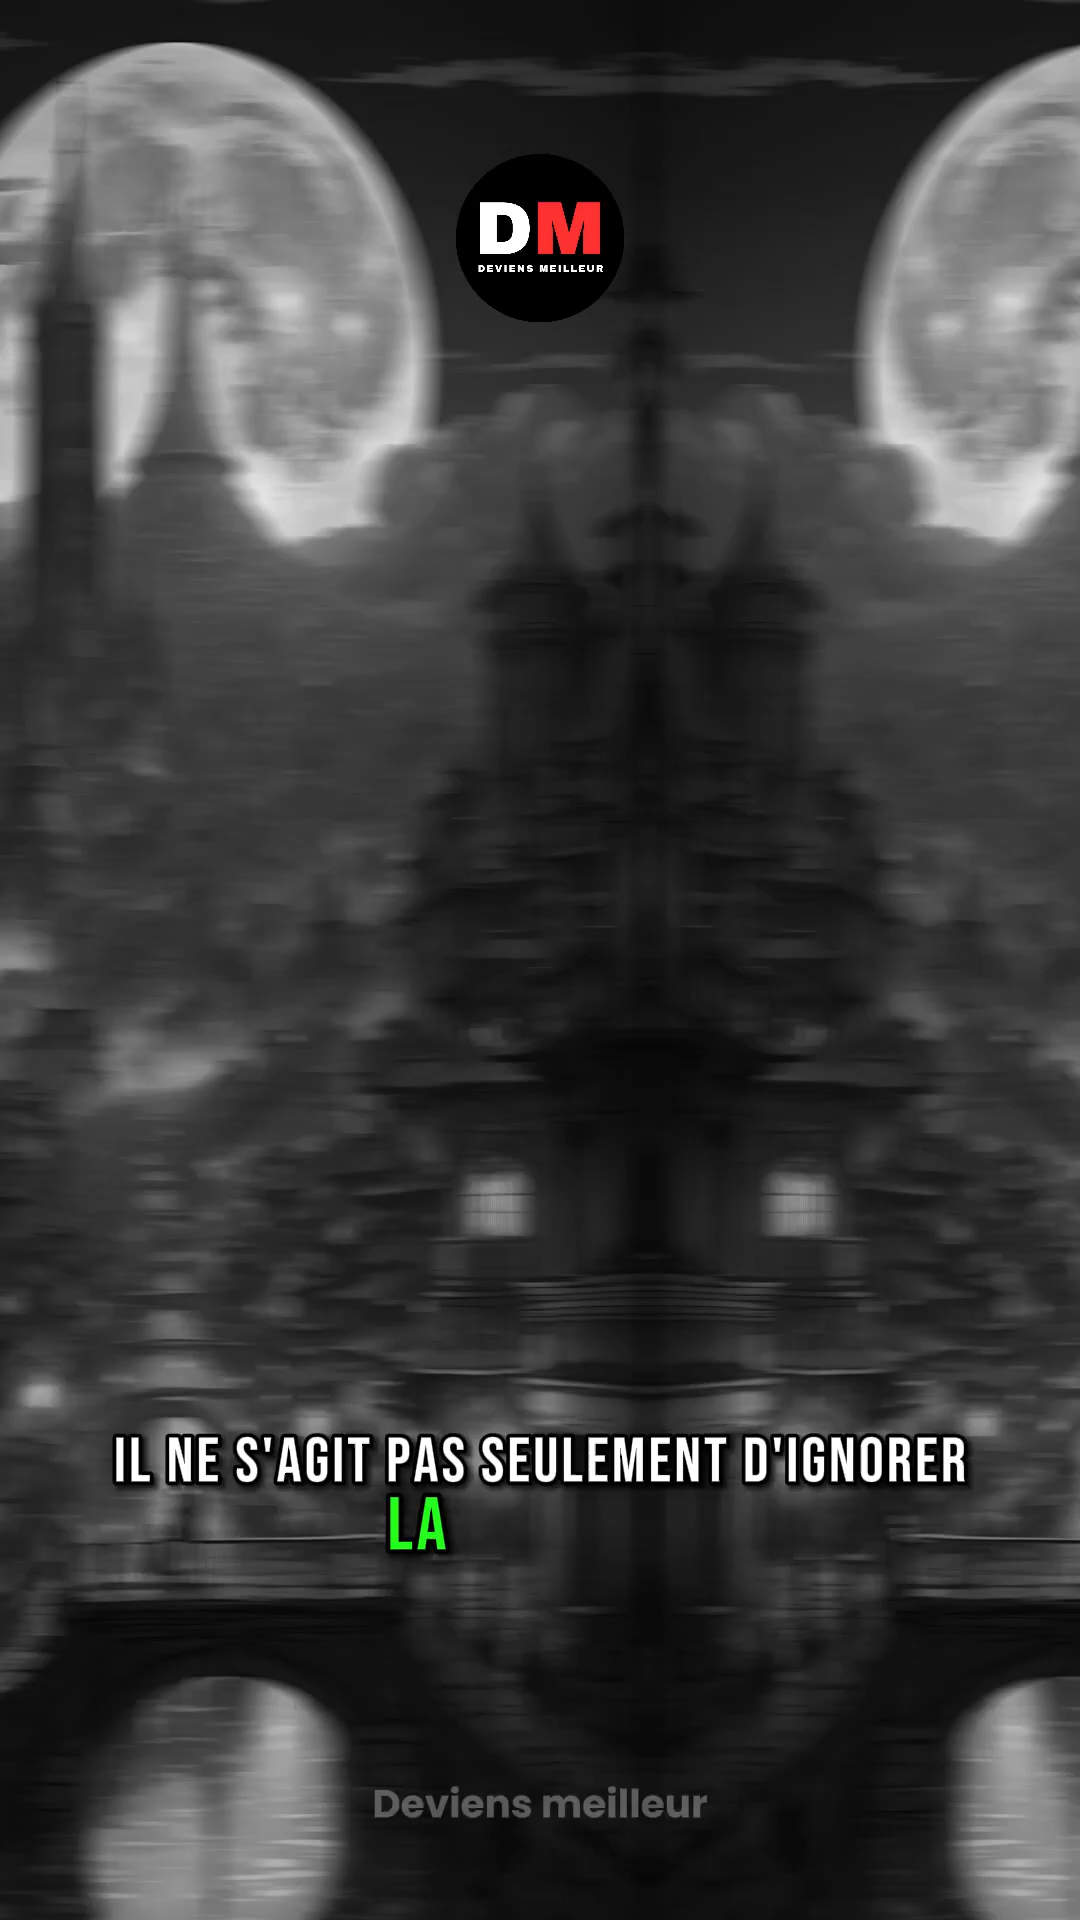 DM
DEVIENS MEILLEUR
IL NE S'AGIT PAS SEULEMENT D'IGNORER
LA
Deviens meilleur